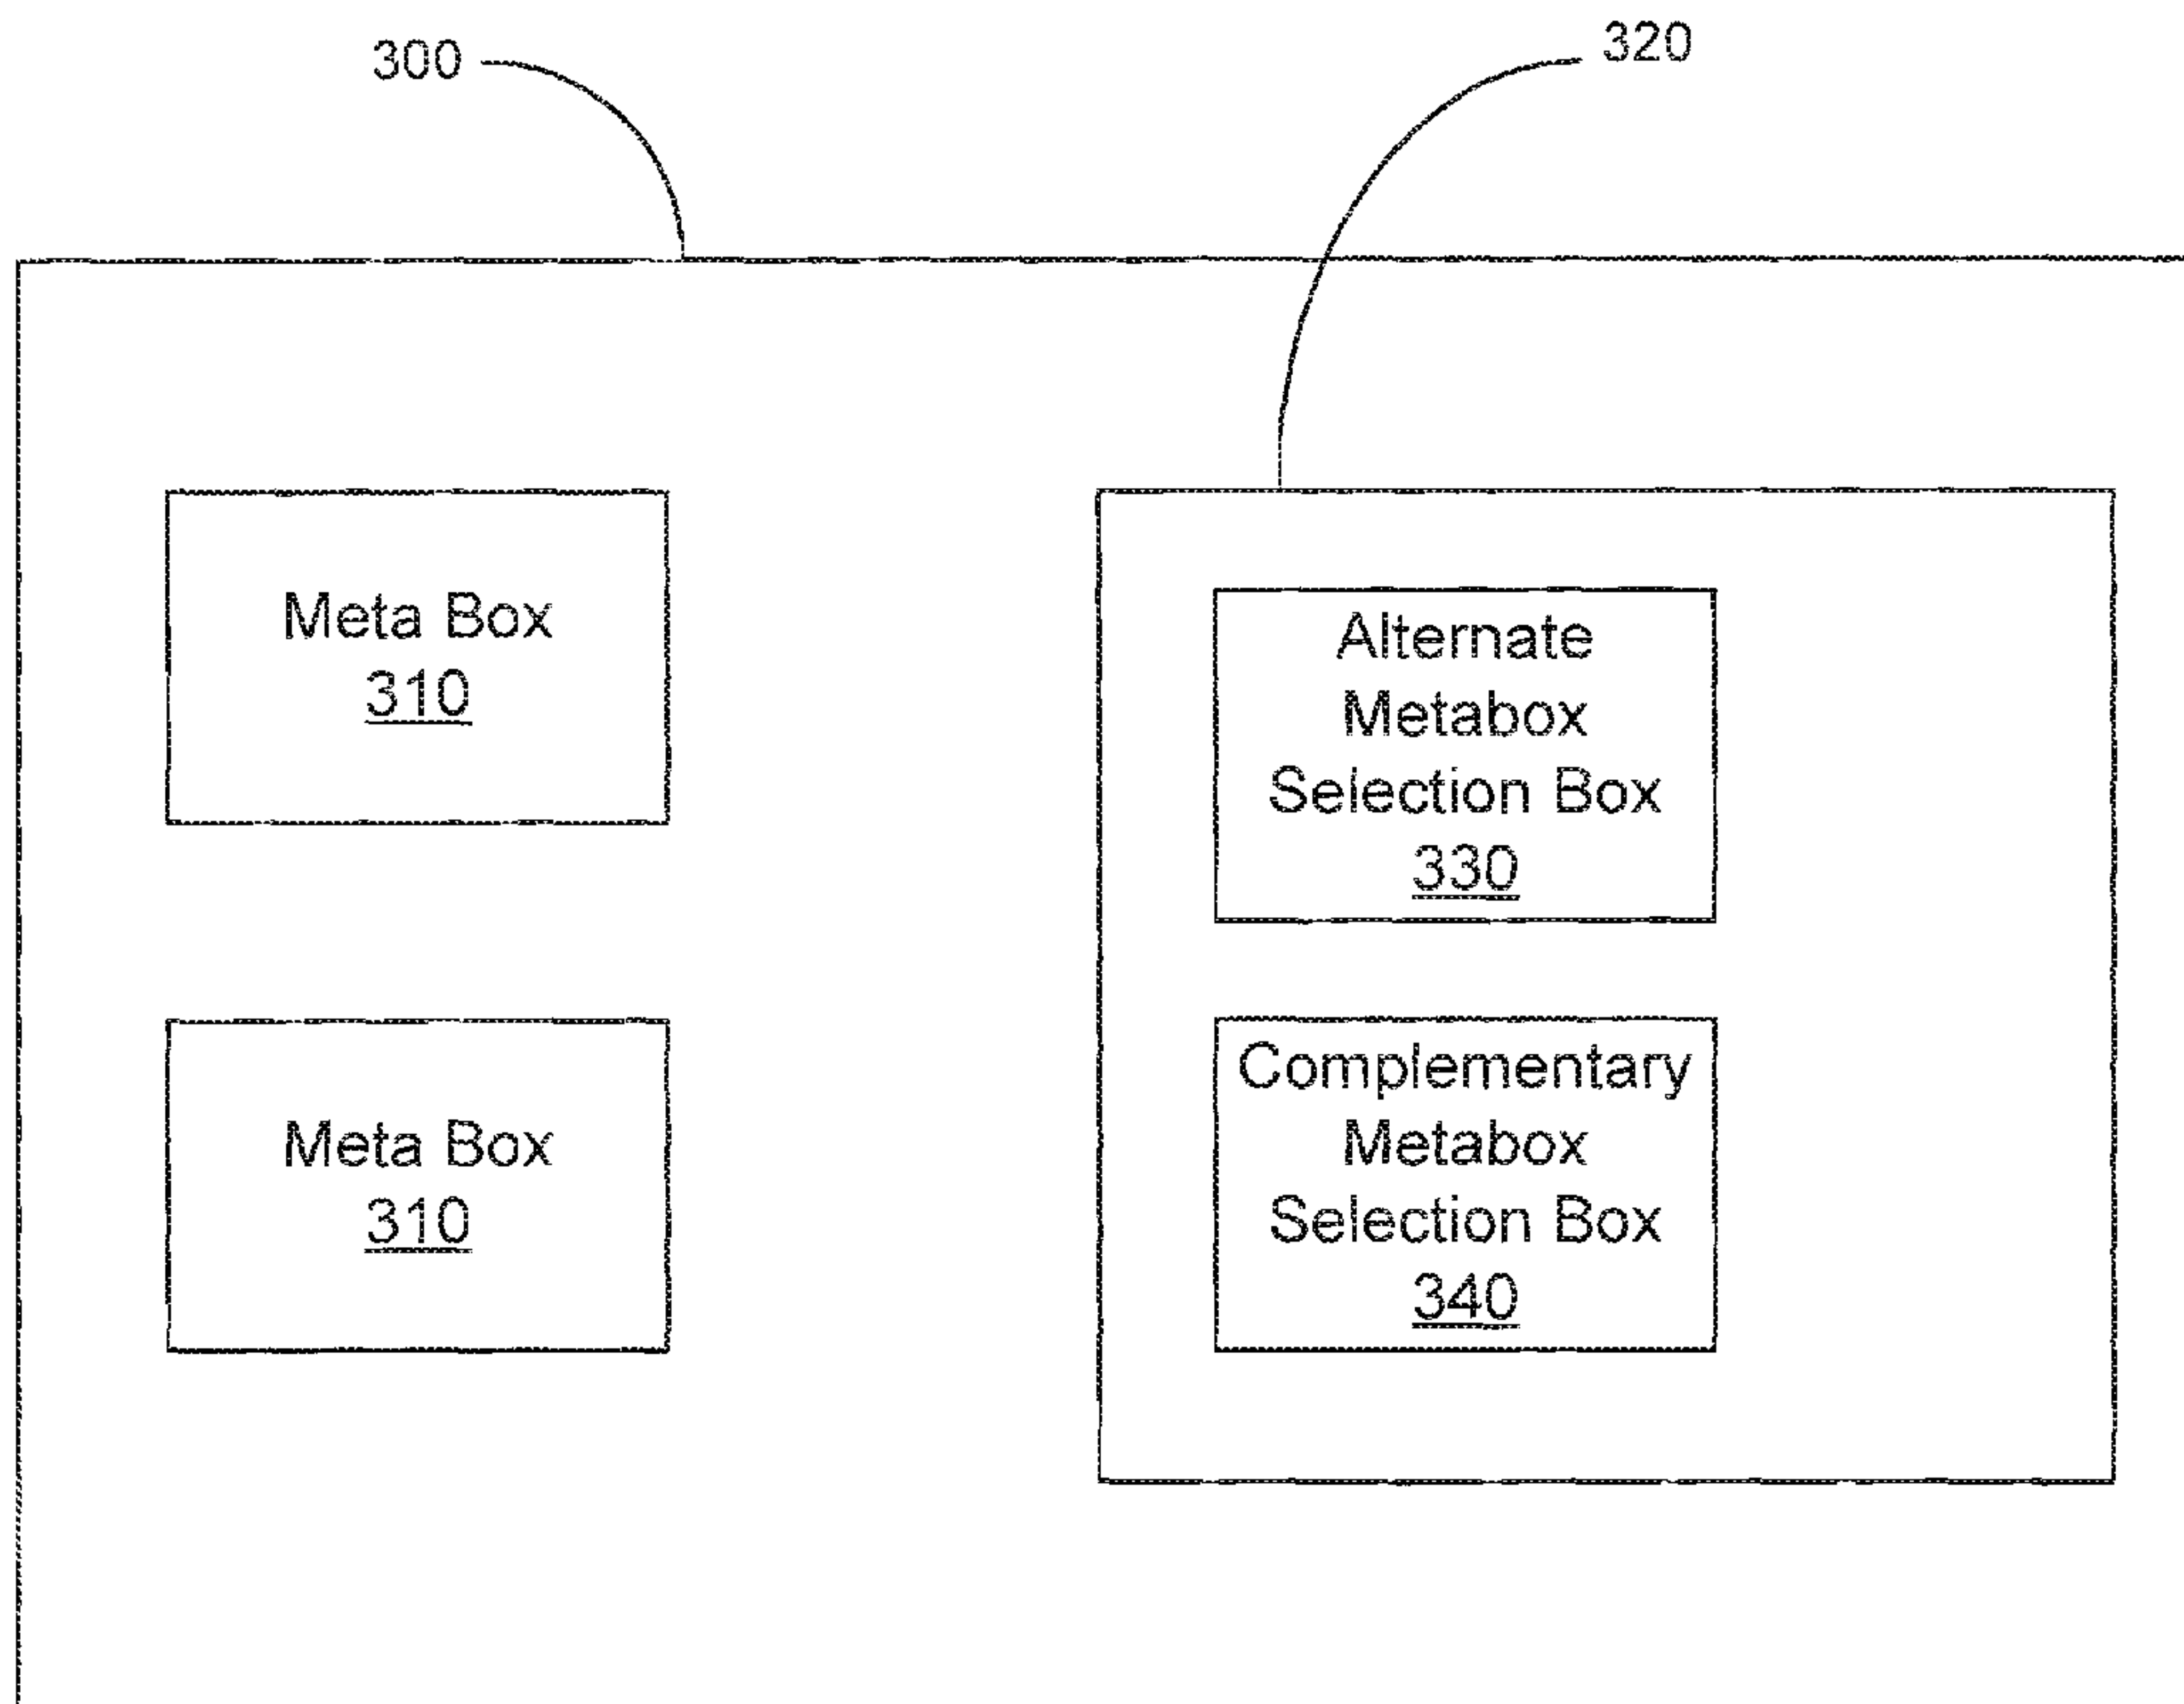 300
320
Meta Box
310
Alternate
Metabox
Selection Box
330
Meta Box
310
Complementary
Metabox
Selection Box
340